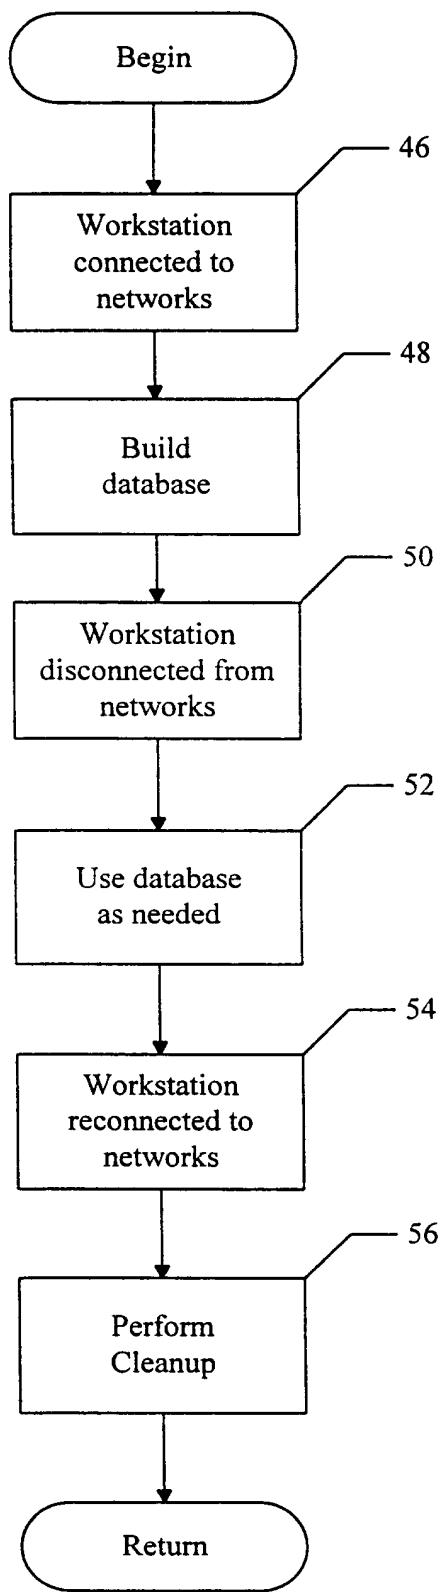 Begin
46
Workstation
connected to
networks
48
Build
database
50
Workstation
disconnected from
networks
52
Use database
as needed
54
Workstation
reconnected to
networks
56
Perform
Cleanup
Return